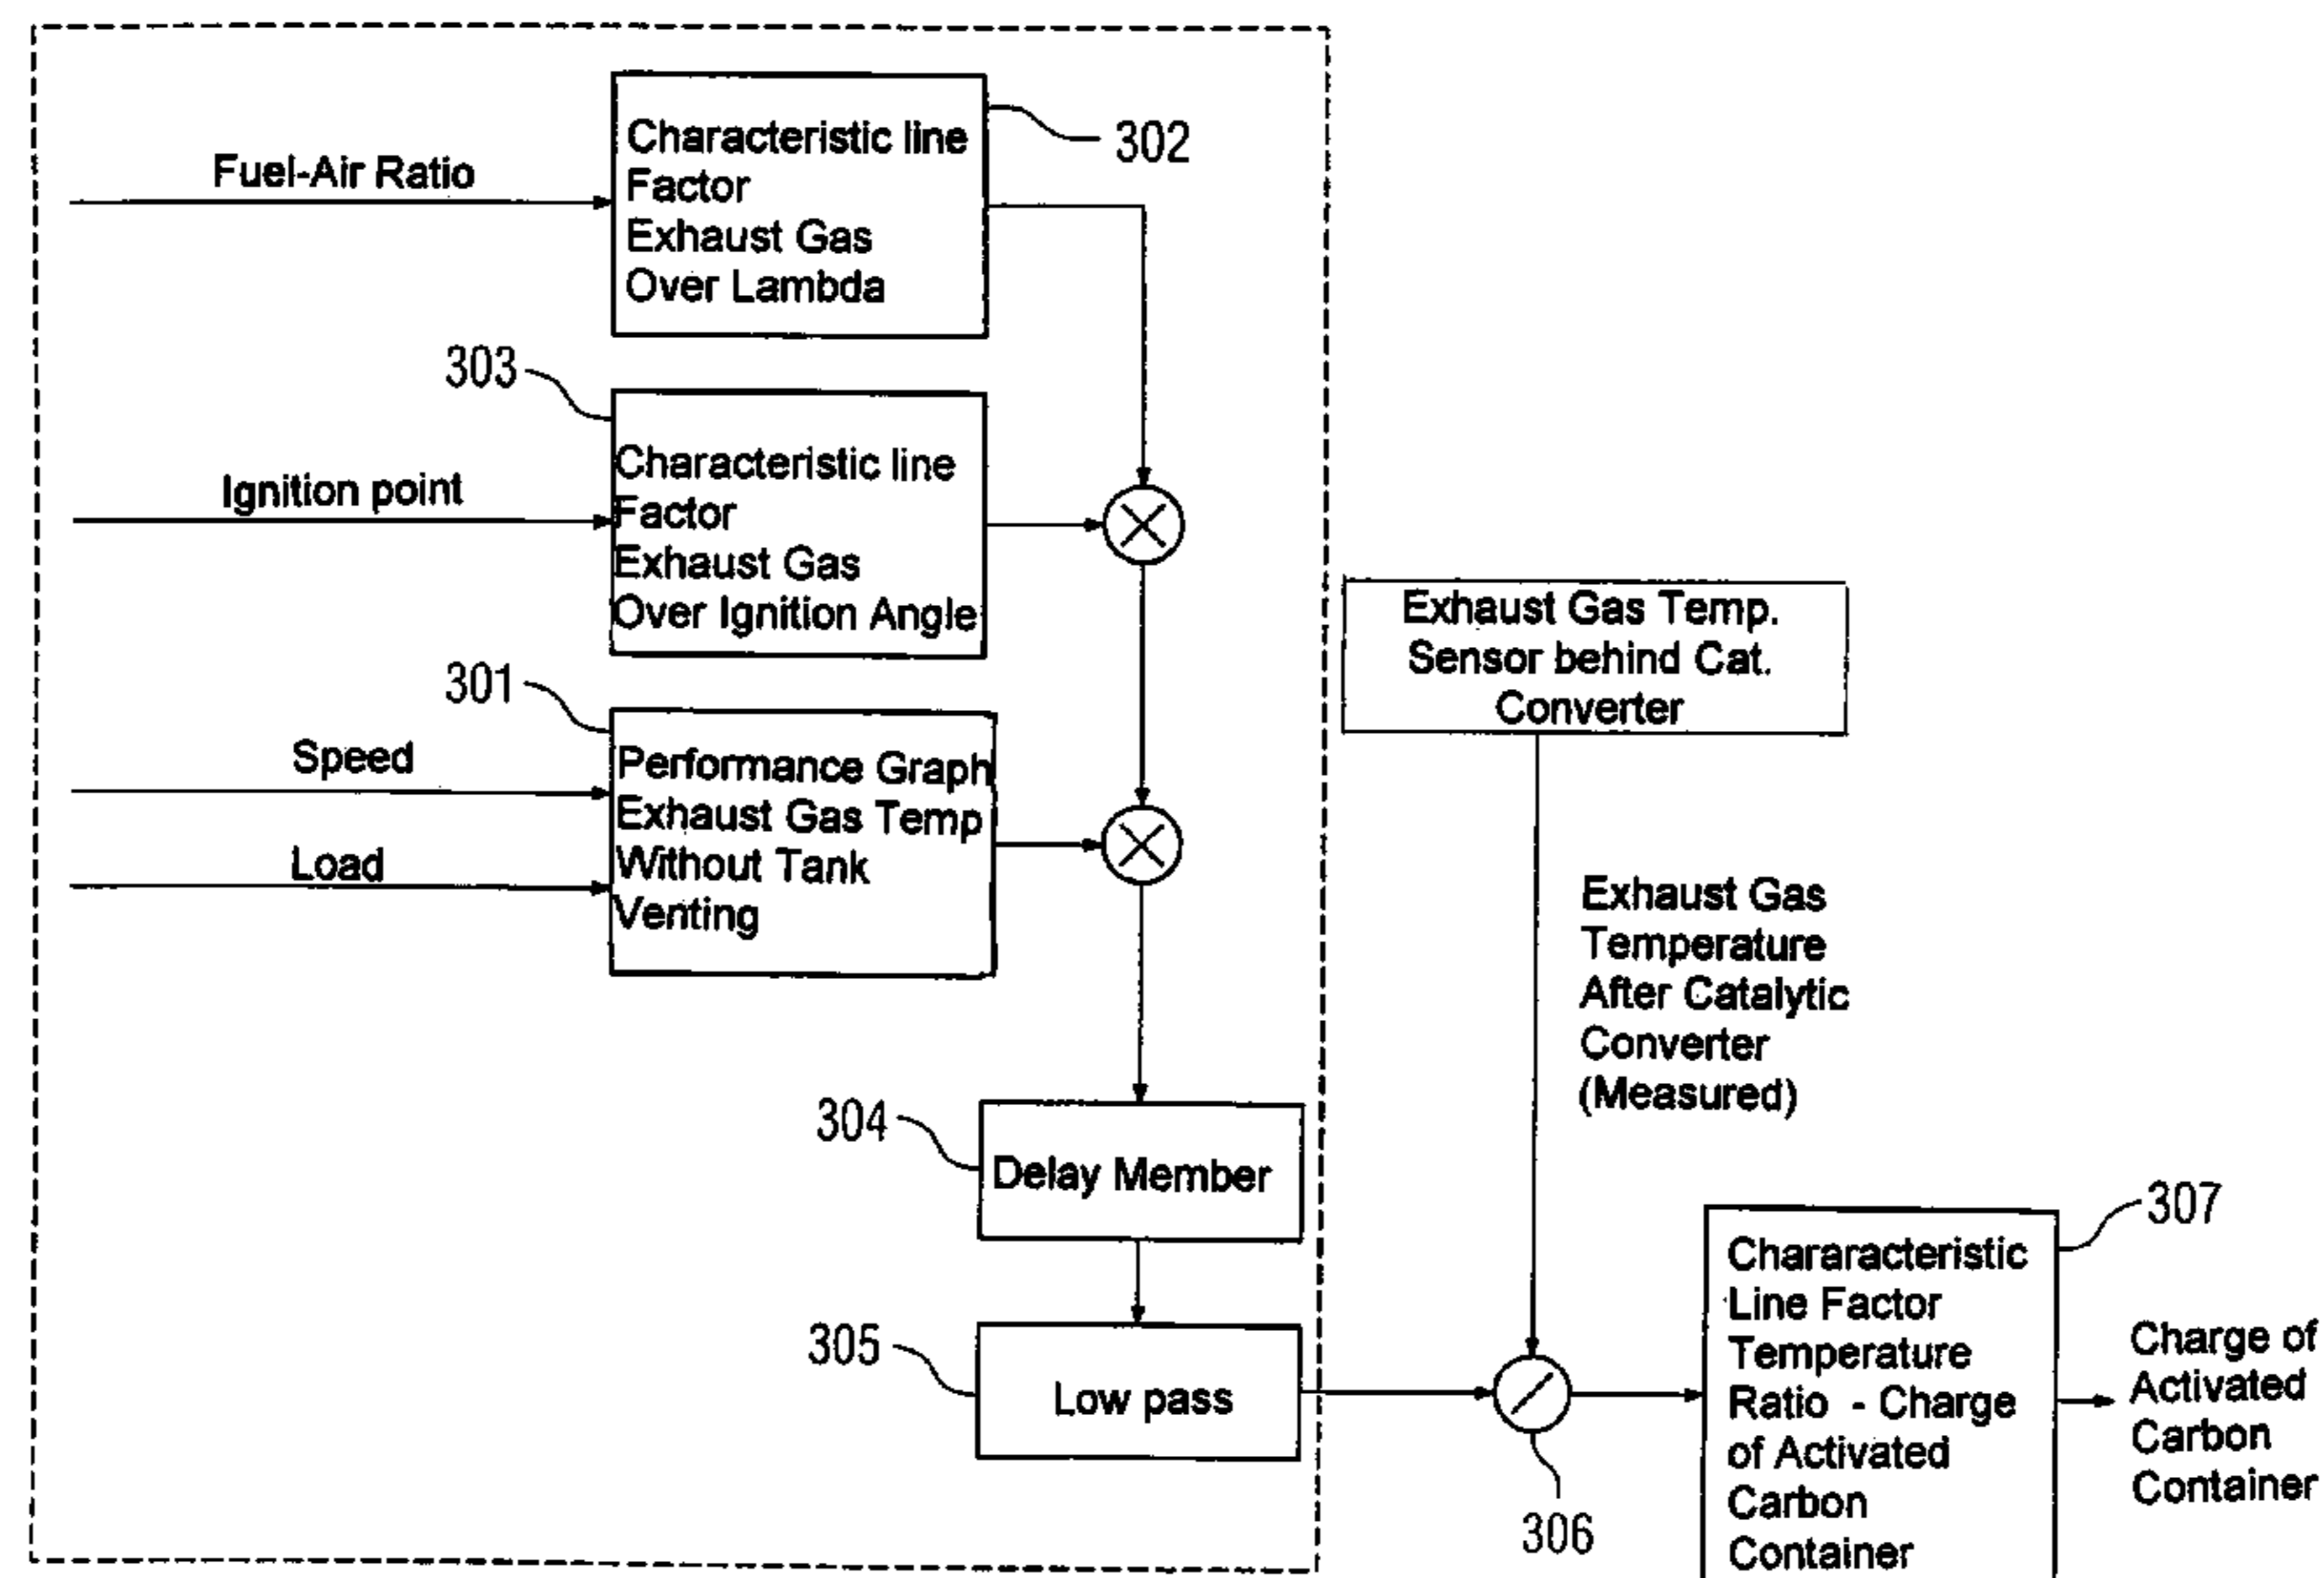 Fuel-Air Ratio
Characteristic line
Factor
Exhaust Gas
Over Lambda
302
303
Ignition point
Characteristic line
Factor
Exhaust Gas
Over Ignition Angle
301
Speed
Load
Performance Graph
Exhaust Gas Temp
Without Tank
Venting
Exhaust Gas Temp.
Sensor behind Cat.
Converter
Exhaust Gas
Temperature
After Catalytic
Converter
(Measured)
304
Delay Member
305
Low pass
306
307
Chararacteristic
Line Factor
Temperature
Ratio - Charge
of Activated
Carbon
Container
Charge of
Activated
Carbon
Container